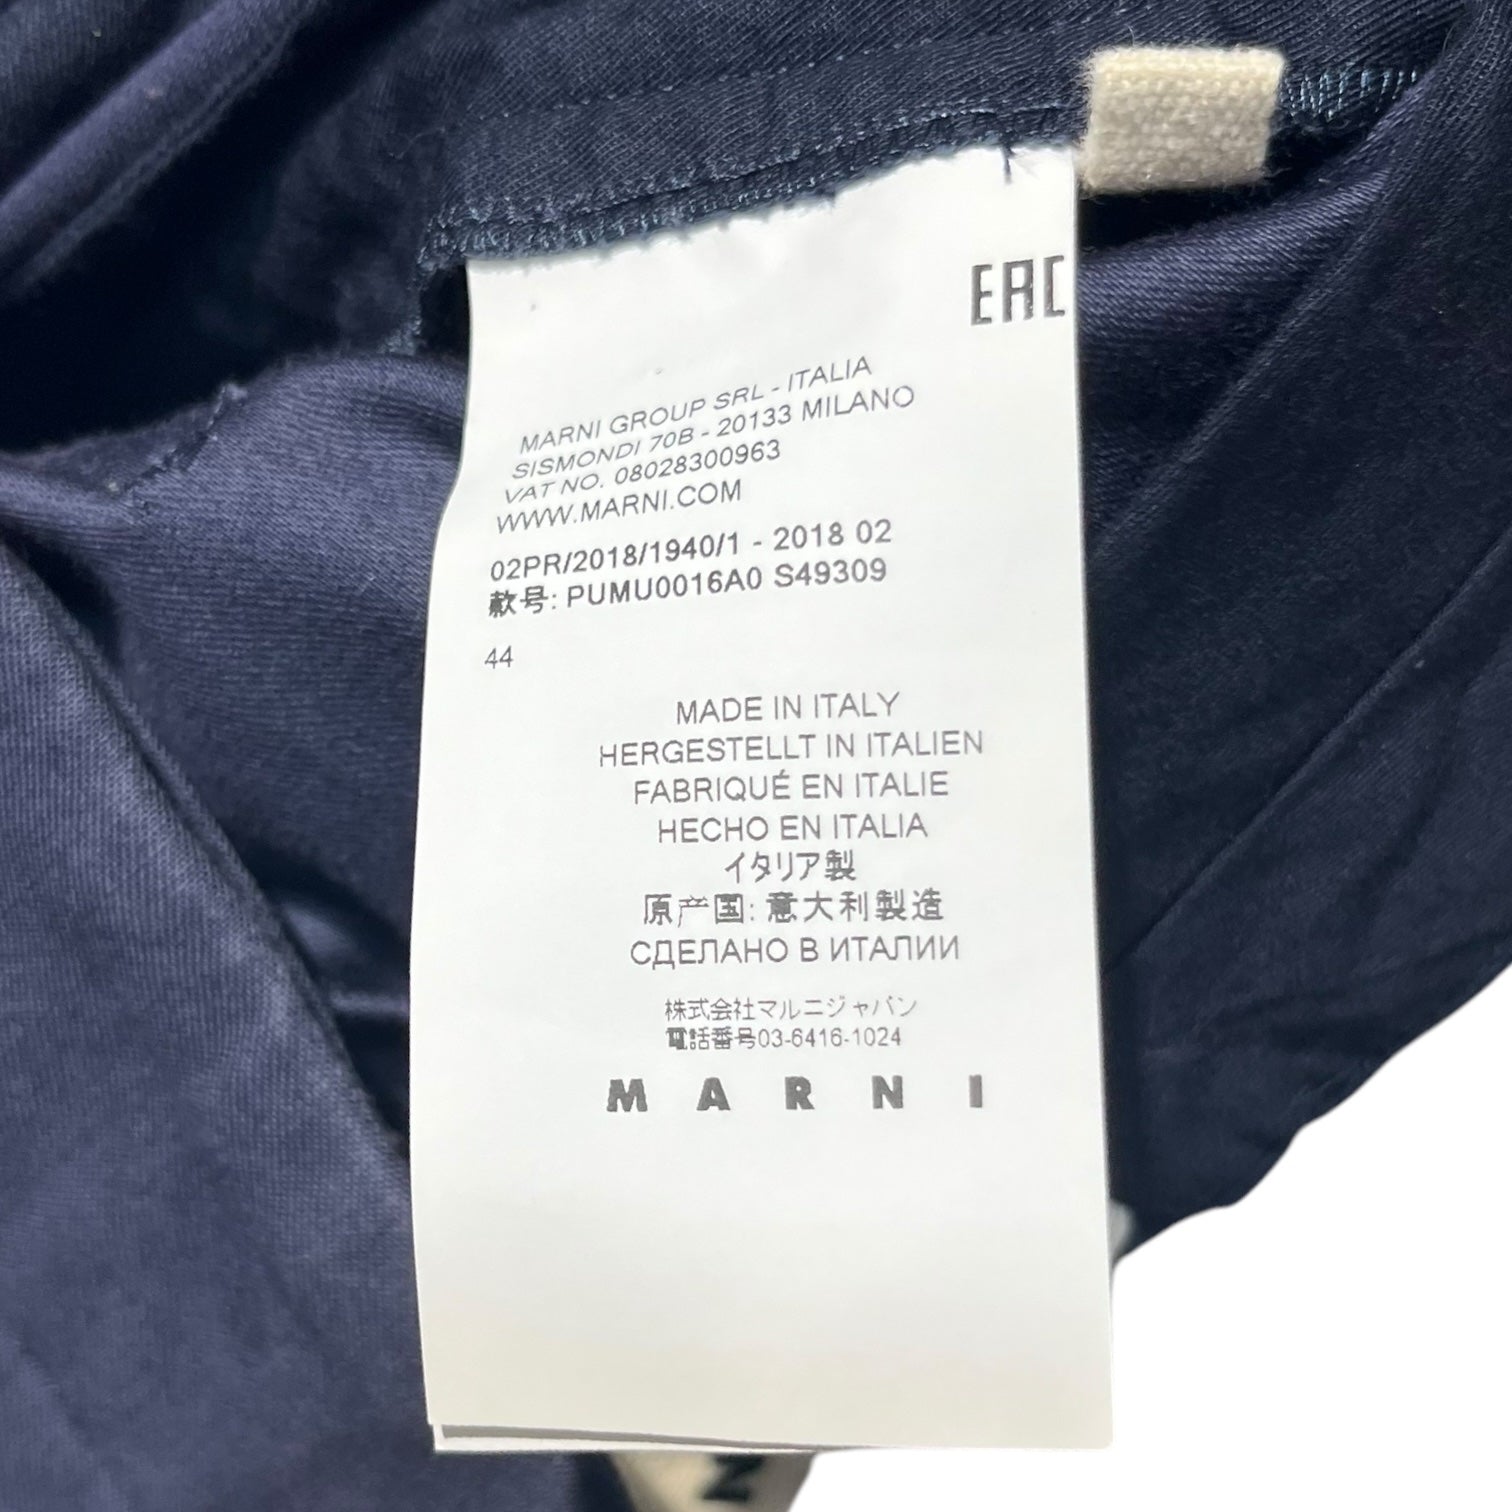 EAC
MARNI GROUP SRL - ITALIA
SISMONDI 70B - 20133 MILANO
VAT NO. 08028300963
WWW.MARNI.COM
02PR/2018/1940/1 - 2018 02
款号: PUMU0016A0 S49309
44
MADE IN ITALY
HERGESTELLT IN ITALIEN
FABRIQUÉ EN ITALIE
HECHO EN ITALIA
イタリア製
原产国: 意大利製造
СДЕЛАНО В ИТАЛИИ
株式会社マルニジャパン
電話番号03-6416-1024
MARNI